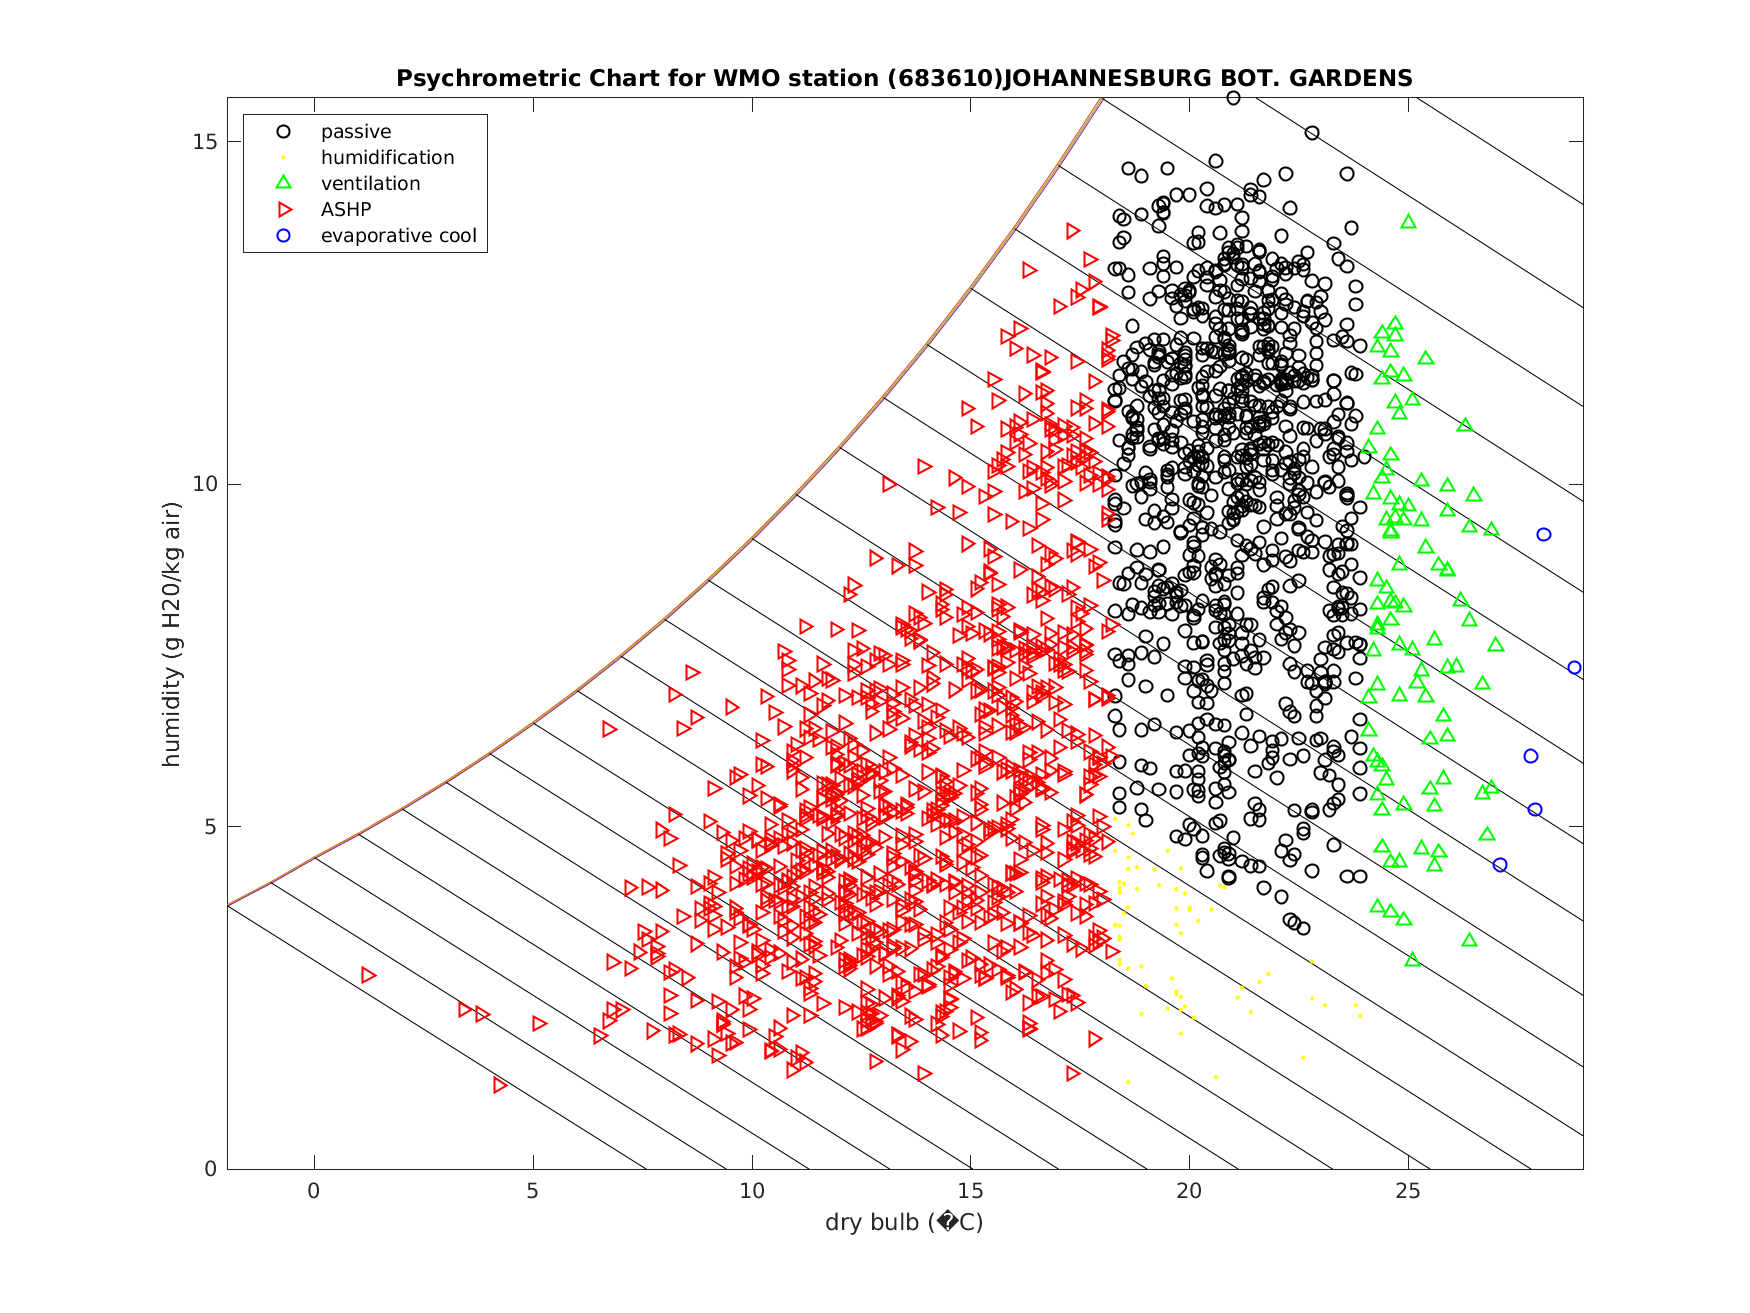 Psychrometric Chart for WMO station (683610)JOHANNESBURG BOT. GARDENS
passive
humidification
ventilation
ASHP
evaporative cool
humidity (g H20/kg air)
15
10
5
0
0 5 10 15 20 25
dry bulb (�C)